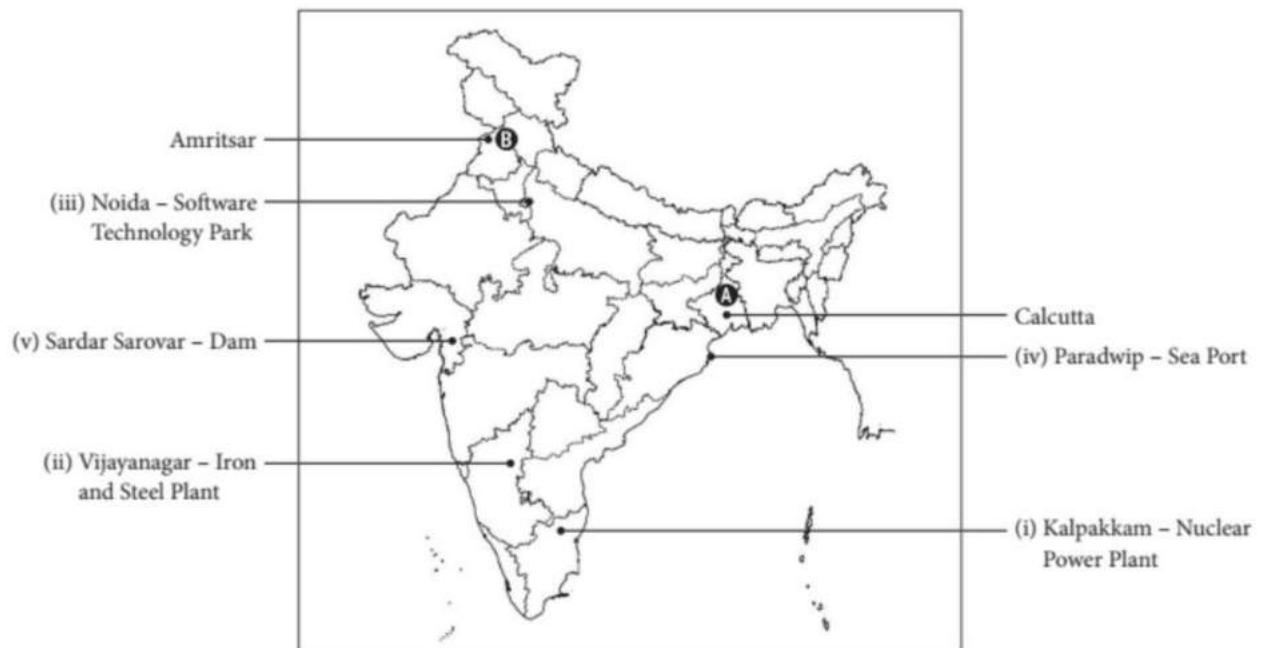 Amritsar
B
(iii) Noida – Software
Technology Park
A
Calcutta
(v) Sardar Sarovar – Dam
(iv) Paradwip – Sea Port
(ii) Vijayanagar – Iron
and Steel Plant
(i) Kalpakkam – Nuclear
Power Plant